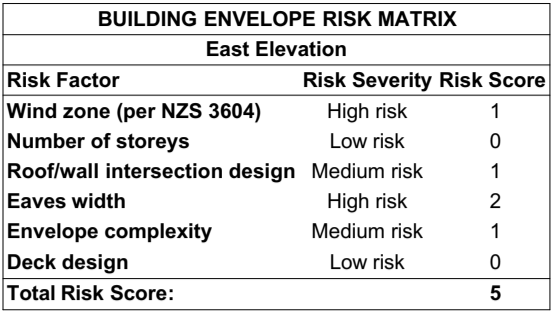 BUILDING ENVELOPE RISK MATRIX
East Elevation
Risk Factor Risk Severity Risk Score
Wind zone (per NZS 3604) High risk 1
Number of storeys Low risk 0
Roof/wall intersection design Medium risk 1
Eaves width High risk 2
Envelope complexity Medium risk 1
Deck design Low risk 0
Total Risk Score: 5